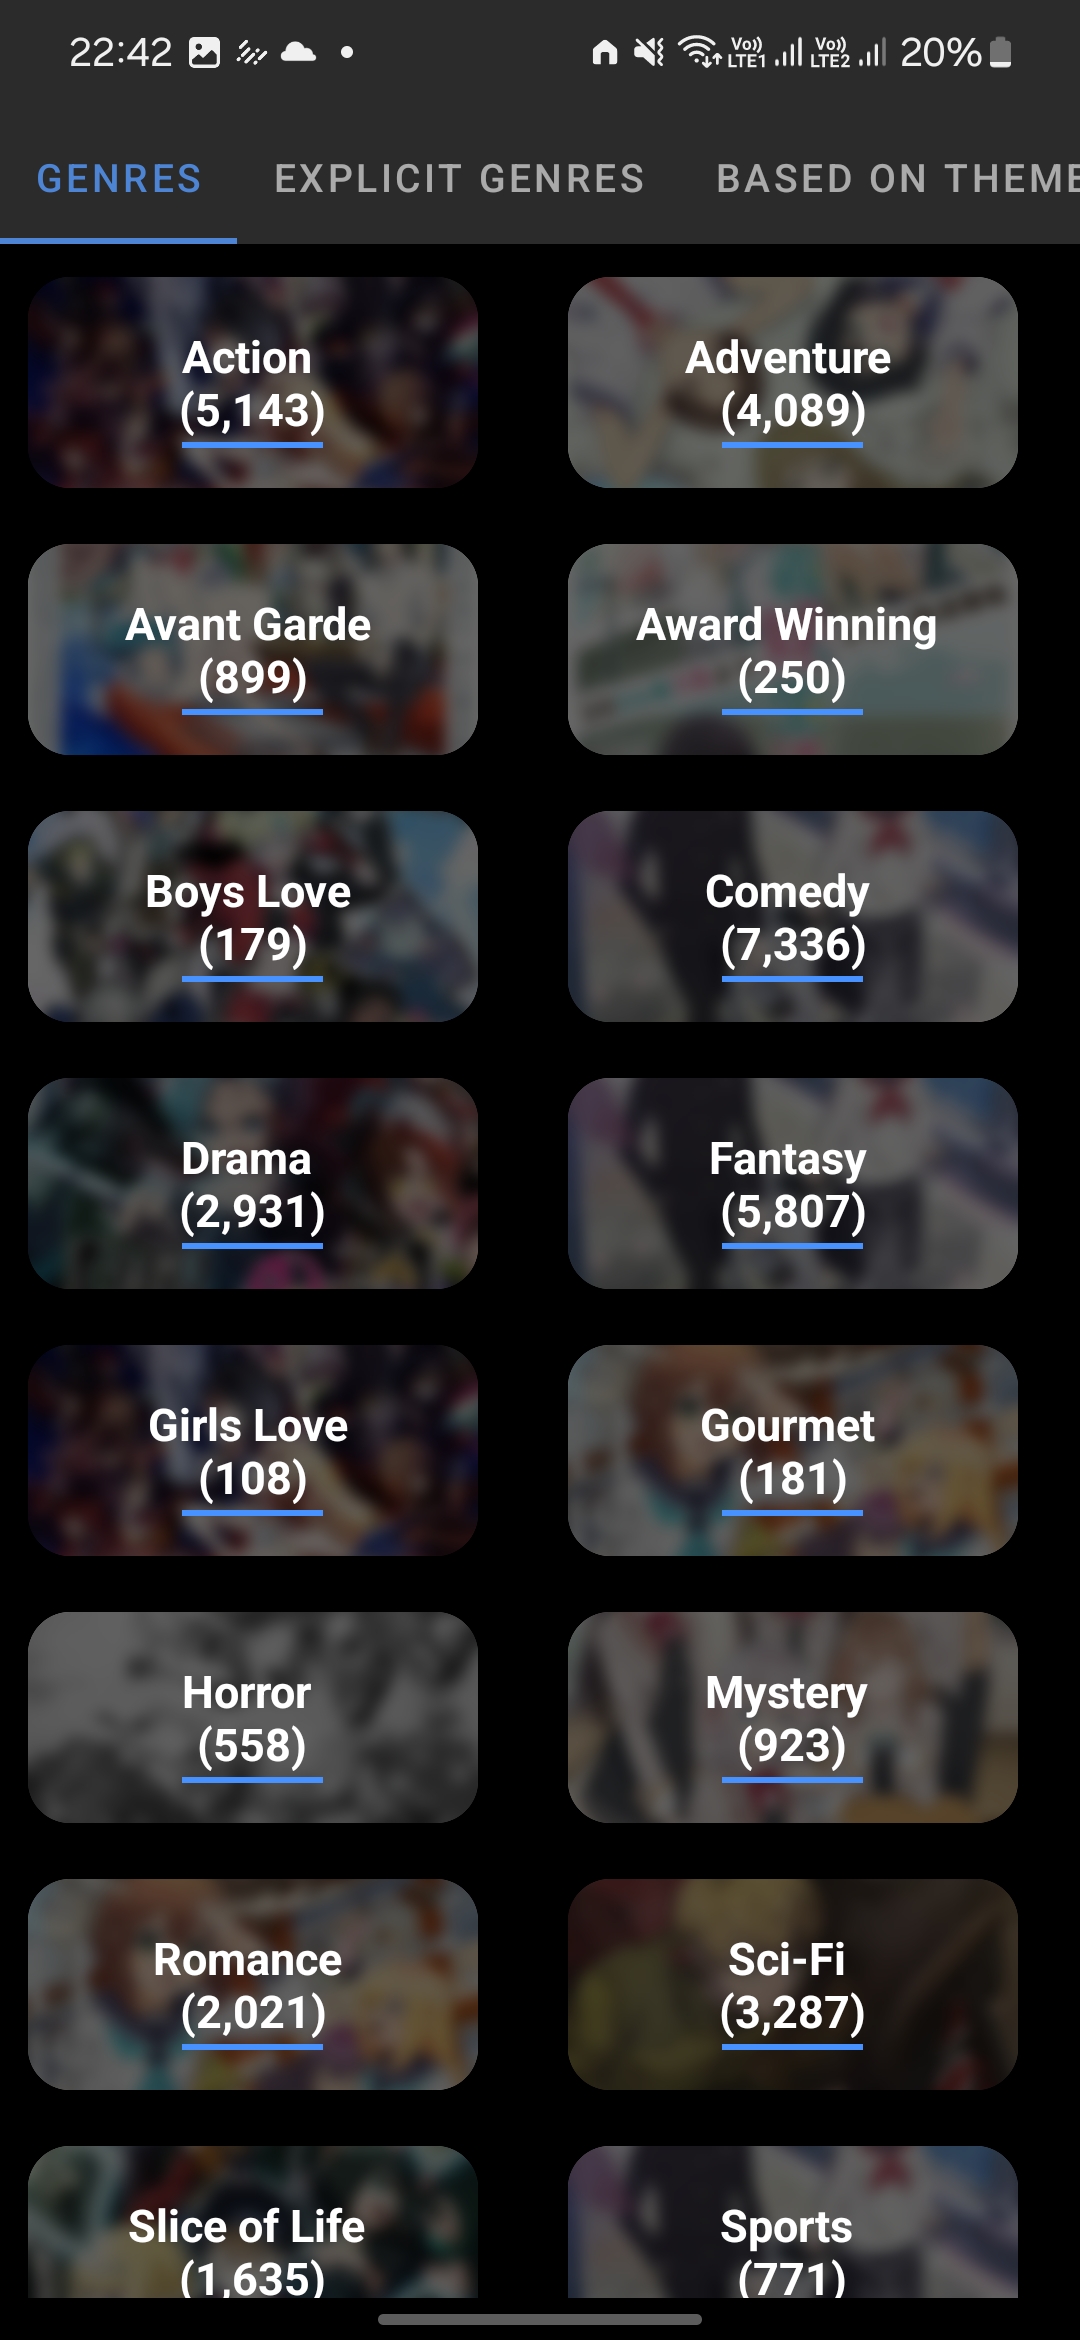 22:42
Vo)) LTE1 Vo)) LTE2 20%
GENRES EXPLICIT GENRES BASED ON THEME
Action
(5,143)
Adventure
(4,089)
Avant Garde
(899)
Award Winning
(250)
Boys Love
(179)
Comedy
(7,336)
Drama
(2,931)
Fantasy
(5,807)
Girls Love
(108)
Gourmet
(181)
Horror
(558)
Mystery
(923)
Romance
(2,021)
Sci-Fi
(3,287)
Slice of Life
(1,635)
Sports
(771)